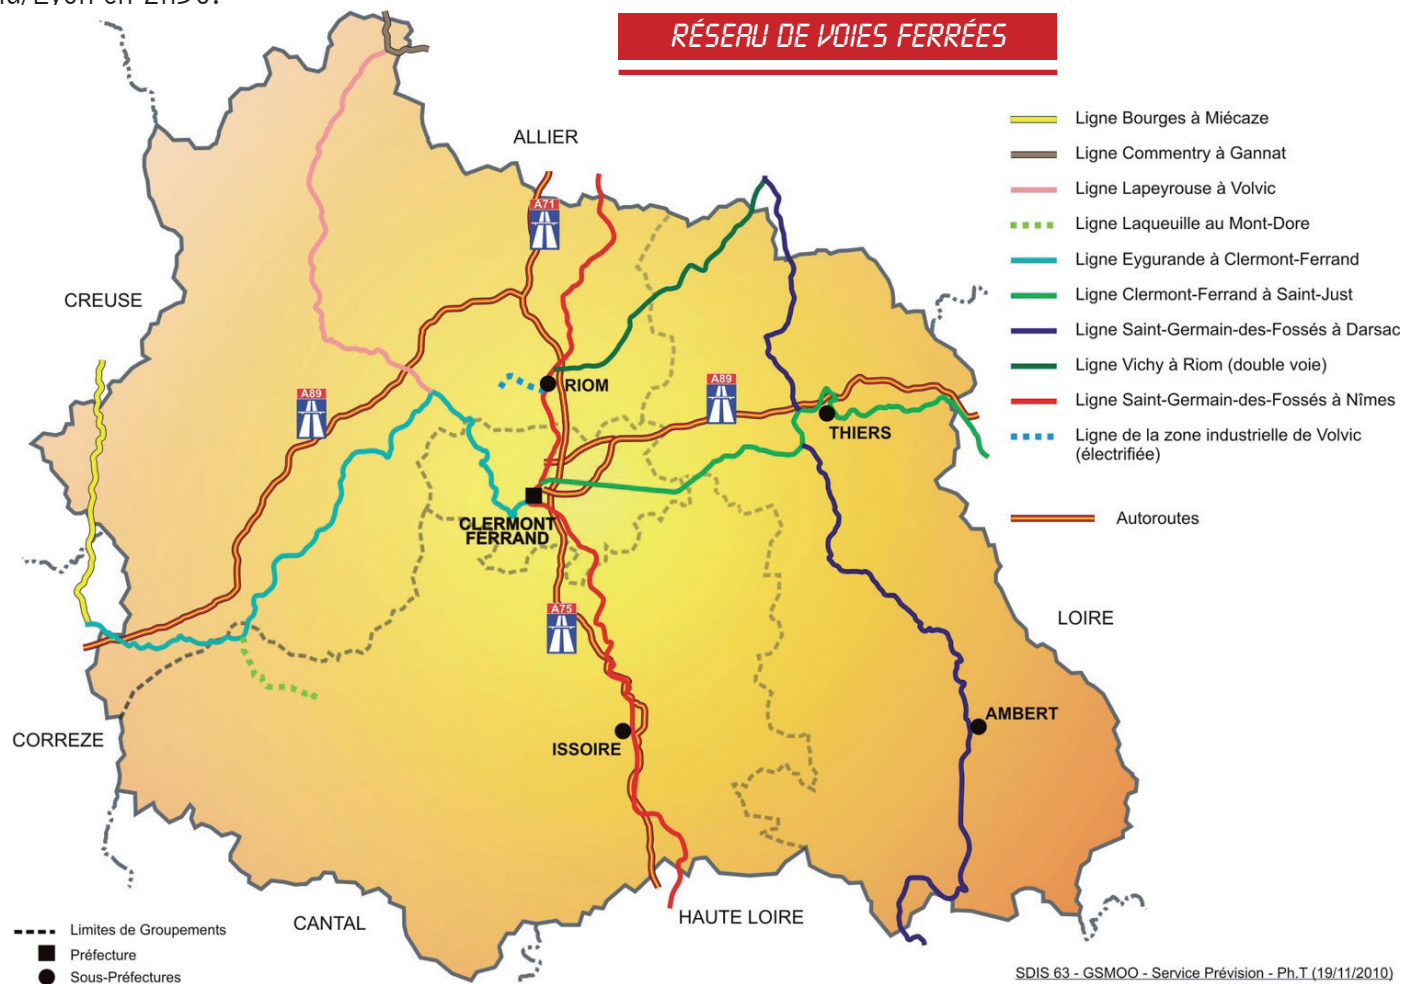 RÉSEAU DE VOIES FERRÉES
ALLIER
CREUSE
CORREZE
CANTAL
HAUTE LOIRE
LOIRE
A71
A89
A89
A75
RIOM
THIERS
CLERMONT
FERRAND
ISSOIRE
AMBERT
Ligne Bourges à Miécaze
Ligne Commentry à Gannat
Ligne Lapeyrouse à Volvic
Ligne Laqueuille au Mont-Dore
Ligne Eygurande à Clermont-Ferrand
Ligne Clermont-Ferrand à Saint-Just
Ligne Saint-Germain-des-Fossés à Darsac
Ligne Vichy à Riom (double voie)
Ligne Saint-Germain-des-Fossés à Nîmes
Ligne de la zone industrielle de Volvic
(électrifiée)
Autoroutes
Limites de Groupements
Préfecture
Sous-Préfectures
SDIS 63 - GSMOO - Service Prévision - Ph.T (19/11/2010)